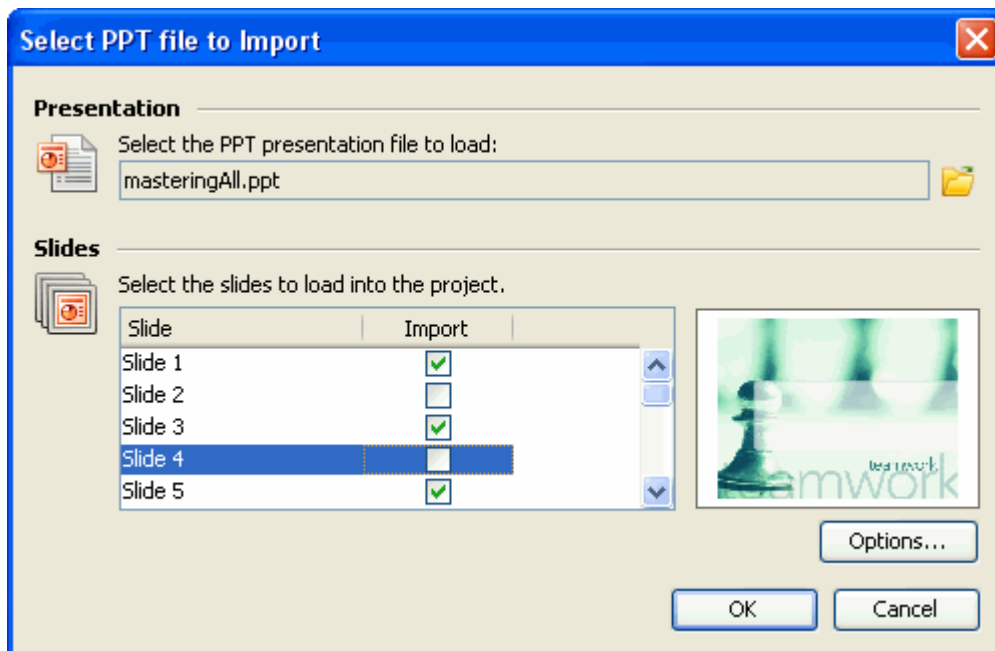 Select PPT file to Import
Presentation
Select the PPT presentation file to load:
masteringAll.ppt
Slides
Select the slides to load into the project.
Slide Import
Slide 1
Slide 2
Slide 3
Slide 4
Slide 5
teamwork
teamwork
Options...
OK Cancel